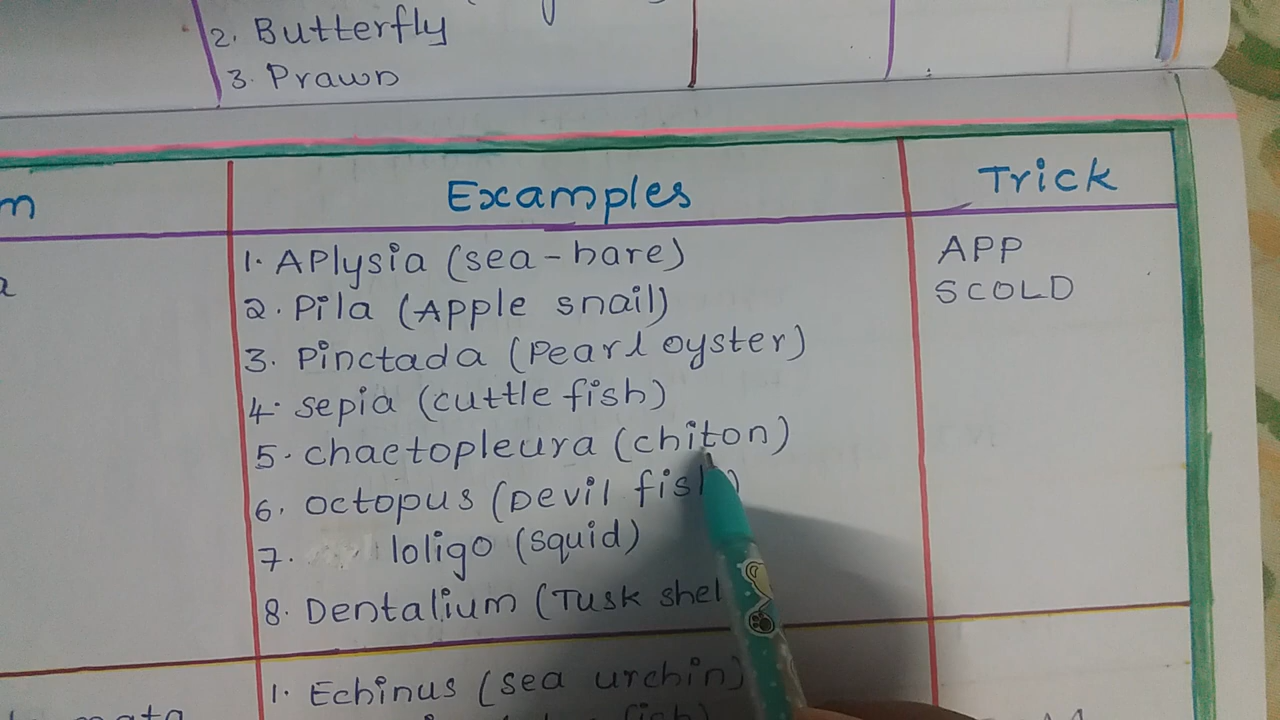 2. Butterfly
3. Prawn
m Examples Trick
a
1. Aplysia (sea-hare) APP
2. Pila (Apple snail) SCOLD
3. Pinctada (Pearl oyster)
4. Sepia (cuttle fish)
5. chaetopleura (chiton)
6. Octopus (Devil fish)
7. loligo (squid)
8. Dentalium (Tusk shel
1. Echinus (sea urchin)
mata